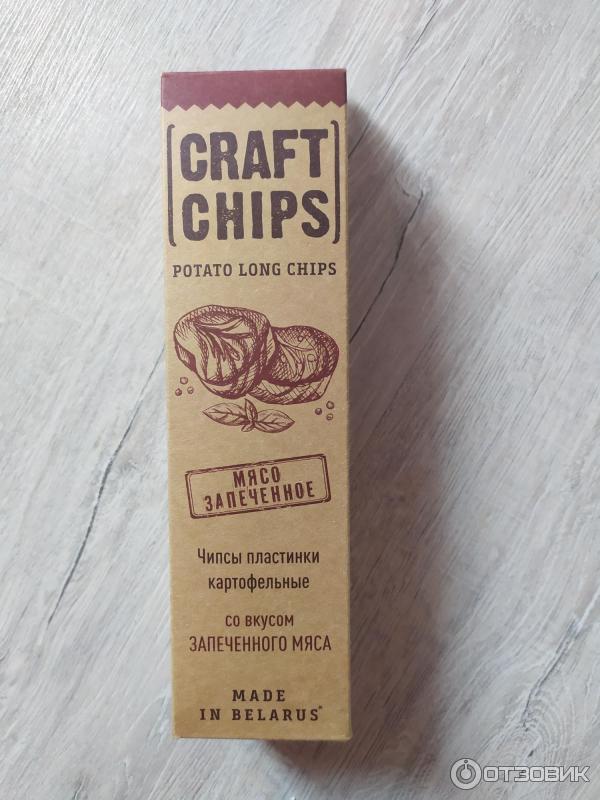 CRAFT
CHIPS
POTATO LONG CHIPS
МЯСО
ЗАПЕЧЕННОЕ
Чипсы пластинки
картофельные
со вкусом
ЗАПЕЧЕННОГО МЯСА
MADE
IN BELARUS*
ОТЗОВИК